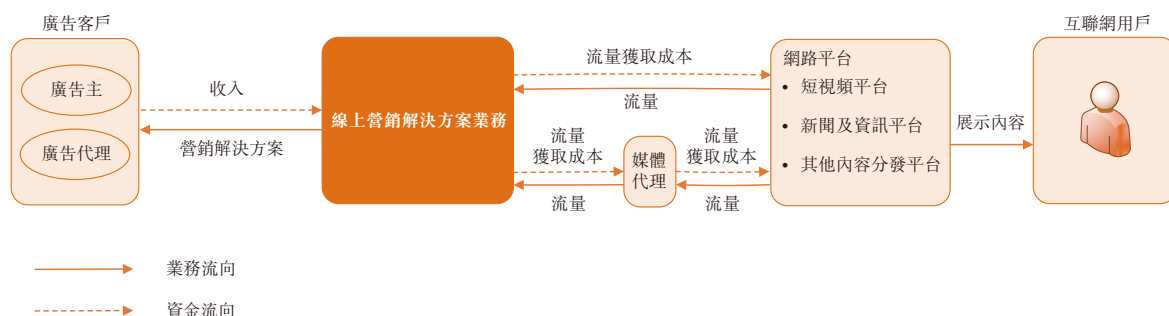 廣告客戶
廣告主
廣告代理
收入
營銷解決方案
線上營銷解決方案業務
流量獲取成本
流量
流量
獲取成本
流量
媒體
代理
流量
獲取成本
流量
網路平台
• 短視頻平台
• 新聞及資訊平台
• 其他內容分發平台
展示內容
互聯網用戶
業務流向
資金流向